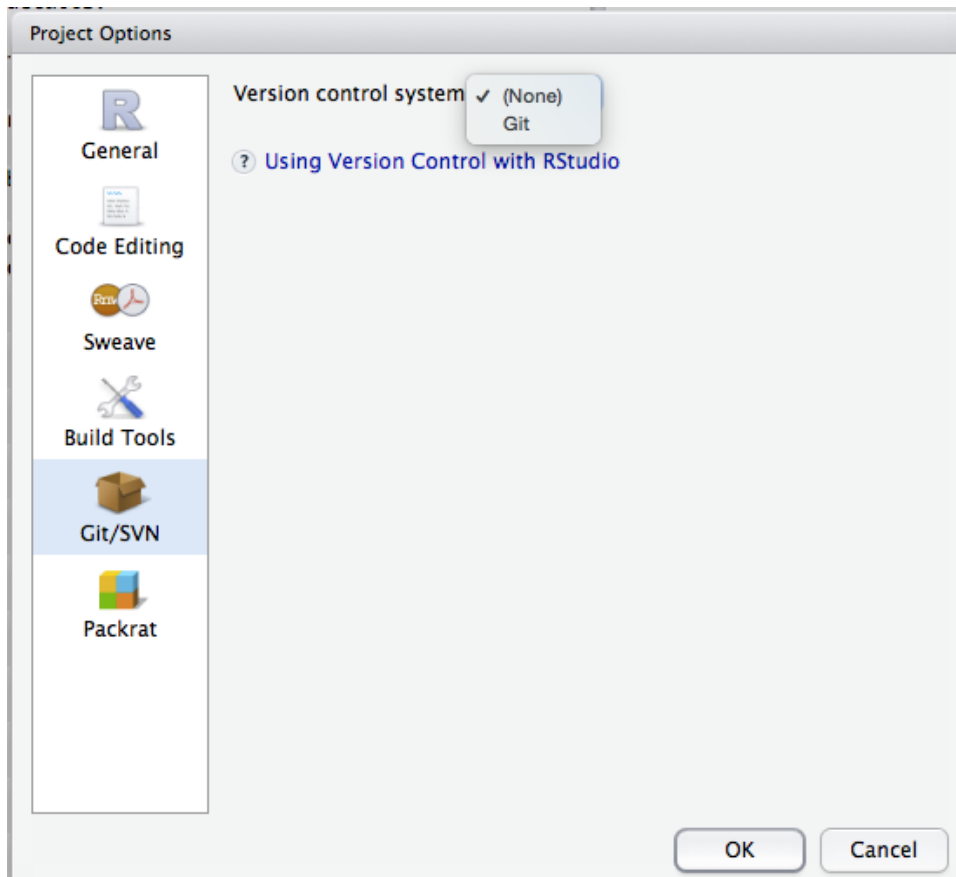 Project Options
Version control system ✓ (None)
Git
? Using Version Control with RStudio
R
General
Code Editing
Rnw
Sweave
Build Tools
Git/SVN
Packrat
OK Cancel